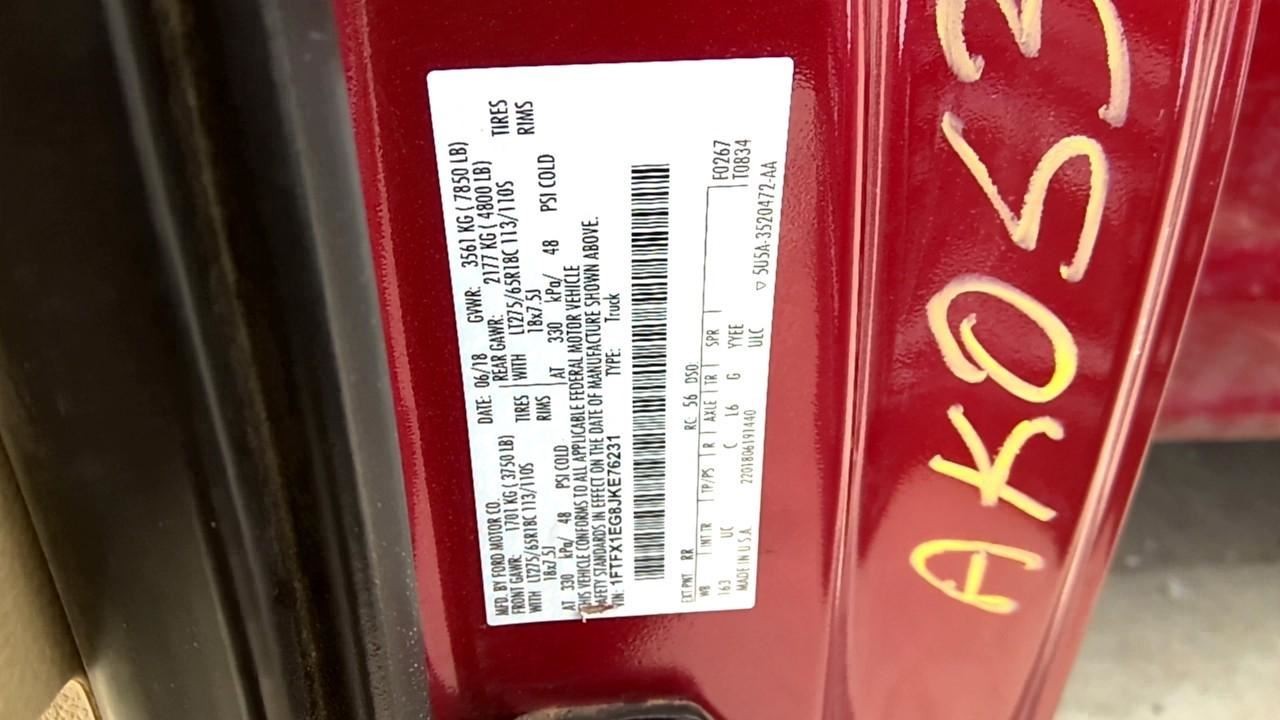 MFD. BY FORD MOTOR CO.
DATE: 06/18 GVWR: 3561 KG ( 7850 LB)
FRONT GAWR: 1701 KG ( 3750 LB) REAR GAWR: 2177 KG ( 4800 LB)
WITH LT275/65R18C 113/110S TIRES WITH LT275/65R18C 113/110S TIRES
18x7.5J RIMS 18x7.5J RIMS
AT 330 kPa/ 48 PSI COLD AT 330 kPa/ 48 PSI COLD
THIS VEHICLE CONFORMS TO ALL APPLICABLE FEDERAL MOTOR VEHICLE
SAFETY STANDARDS IN EFFECT ON THE DATE OF MANUFACTURE SHOWN ABOVE.
VIN: 1FTFX1EG8JKE76231 TYPE: Truck
EXT PNT RR RC: 56 DSO: F0267
WB INT TR TP/PS R AXLE TR SPR T0834
163 UC C L6 G YYEE
MADE IN U.S.A. 2201806191440 ULC ▽ 5U5A-3520472-AA
AK053